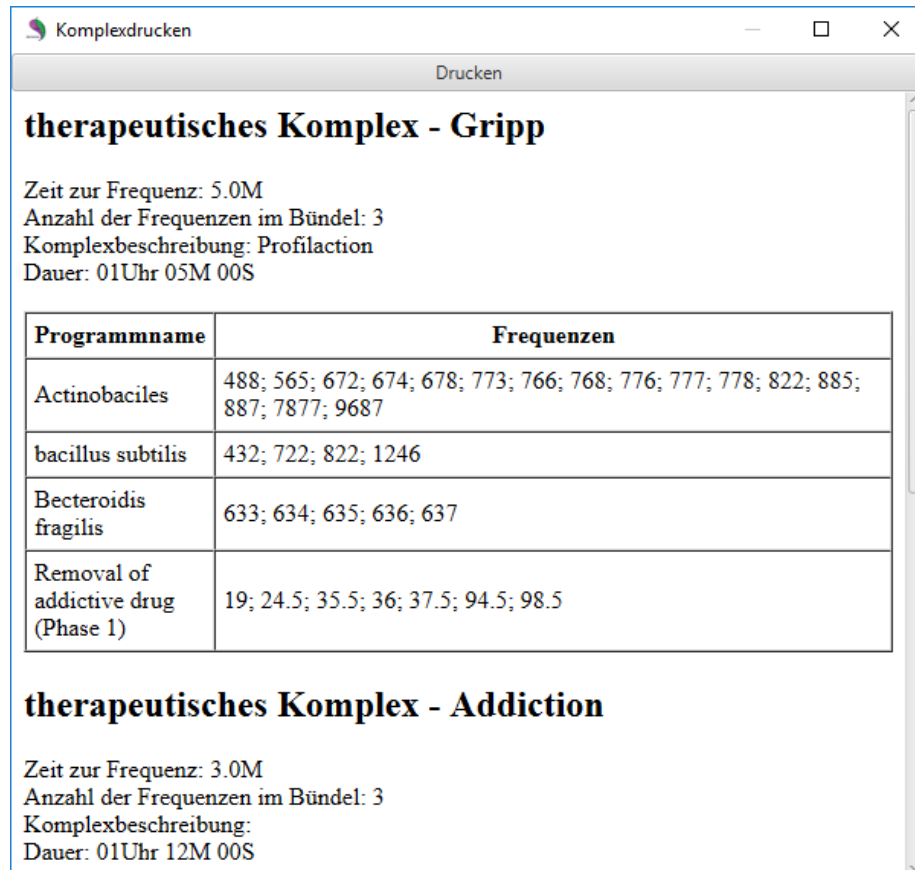 Komplexdrucken
Drucken
therapeutisches Komplex - Gripp
Zeit zur Frequenz: 5.0M
Anzahl der Frequenzen im Bündel: 3
Komplexbeschreibung: Profilaction
Dauer: 01Uhr 05M 00S
Programmname Frequenzen
Actinobaciles 488; 565; 672; 674; 678; 773; 766; 768; 776; 777; 778; 822; 885;
887; 7877; 9687
bacillus subtilis 432; 722; 822; 1246
Becteroidis
fragilis 633; 634; 635; 636; 637
Removal of
addictive drug 19; 24.5; 35.5; 36; 37.5; 94.5; 98.5
(Phase 1)
therapeutisches Komplex - Addiction
Zeit zur Frequenz: 3.0M
Anzahl der Frequenzen im Bündel: 3
Komplexbeschreibung:
Dauer: 01Uhr 12M 00S